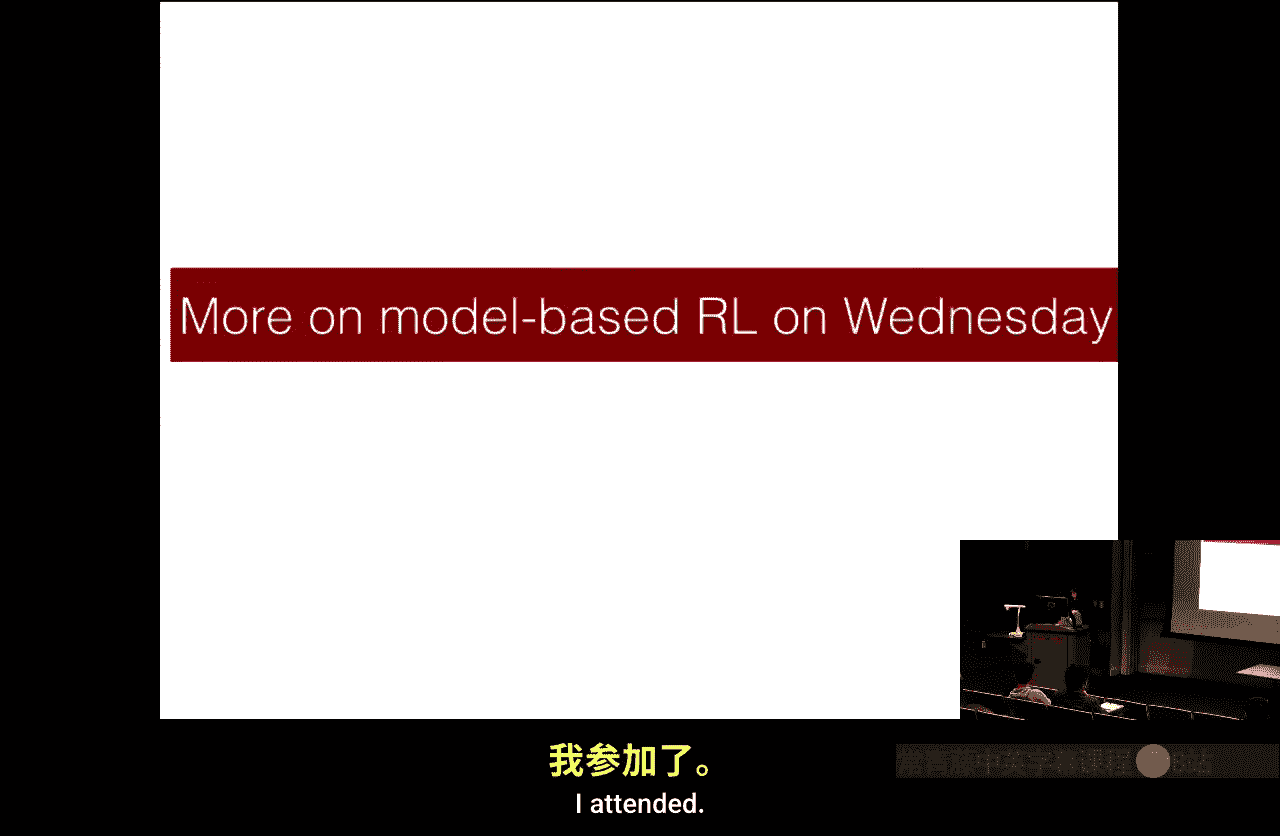 More on model-based RL on Wednesday
我参加了。
I attended.